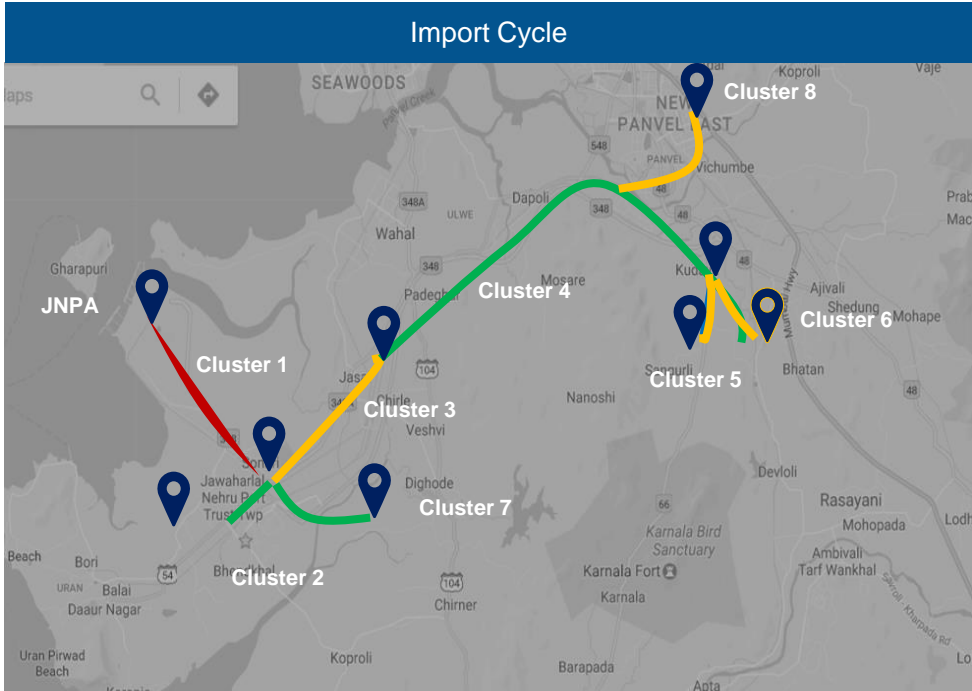 Import Cycle
Koproli
Vaje
SEAWOODS
Cluster 8
NEW
PANVEL EAST
548
PANVEL
Vichumbe
48
Dapoli
348A
ULWE
348
48
Wahal
348
48
Gharapuri
Padeghar
Mosare
Cluster 4
Ajivali
Shedung
Mohape
JNPA
Cluster 6
Cluster 1
Jasai
104
Cluster 5
Bhatan
Cluster 3
Chirle
Nanoshi
48
Veshvi
Jawaharlal
Nehru Port
Trust Twp
Dighode
Devloli
Cluster 7
66
Rasayani
Mohopada
Karnala Bird
Sanctuary
Beach
Bori
54
Bhendkhal
Cluster 2
Ambivali
Tarf Wankhal
URAN
Balai
104
Karnala Fort
Daaur Nagar
Chirner
Karnala
Uran Pirwad
Beach
Koproli
Barapada
Apta